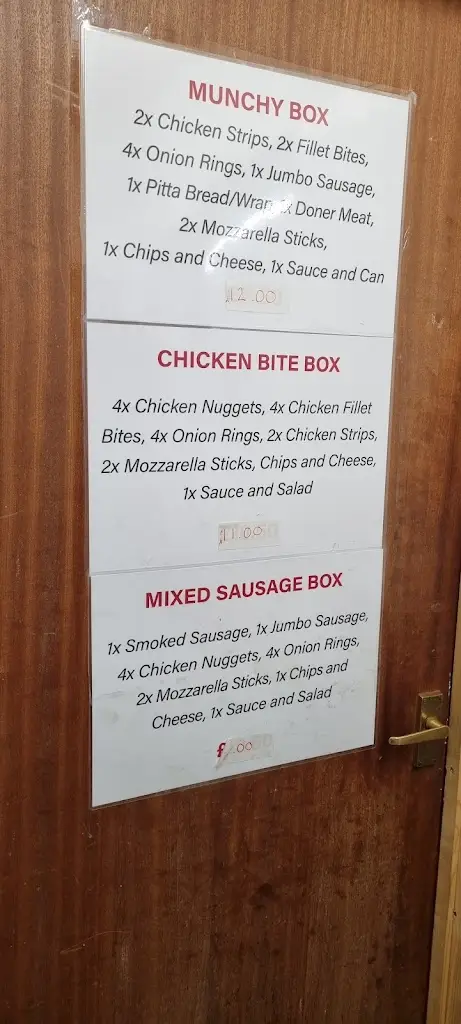 MUNCHY BOX
2x Chicken Strips, 2x Fillet Bites,
4x Onion Rings, 1x Jumbo Sausage,
1x Pitta Bread/Wrap, Doner Meat,
2x Mozzarella Sticks,
1x Chips and Cheese, 1x Sauce and Can
12.00
CHICKEN BITE BOX
4x Chicken Nuggets, 4x Chicken Fillet
Bites, 4x Onion Rings, 2x Chicken Strips,
2x Mozzarella Sticks, Chips and Cheese,
1x Sauce and Salad
11.00
MIXED SAUSAGE BOX
1x Smoked Sausage, 1x Jumbo Sausage,
4x Chicken Nuggets, 4x Onion Rings,
2x Mozzarella Sticks, 1x Chips and
Cheese, 1x Sauce and Salad